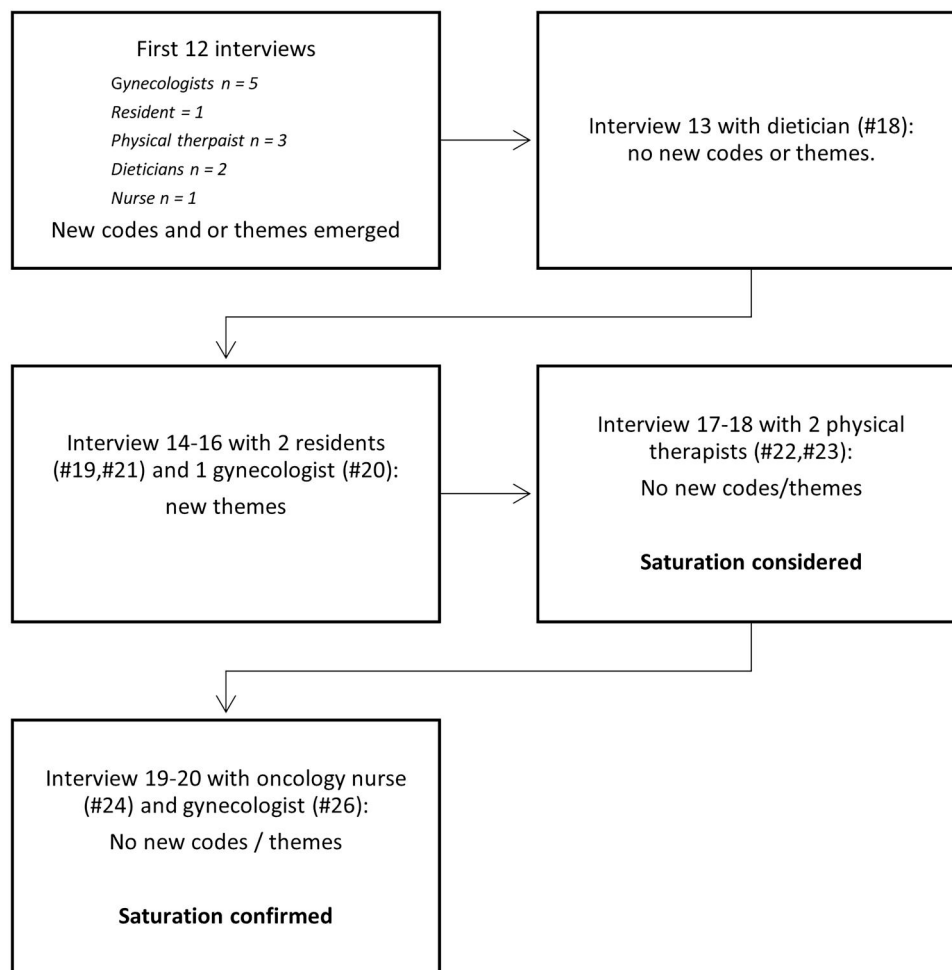 First 12 interviews
Gynecologists n = 5
Resident = 1
Physical therpaist n = 3
Dieticians n = 2
Nurse n = 1
New codes and or themes emerged
Interview 13 with dietician (#18):
no new codes or themes.
Interview 14-16 with 2 residents
(#19,#21) and 1 gynecologist (#20):
new themes
Interview 17-18 with 2 physical
therapists (#22,#23):
No new codes/themes
Saturation considered
Interview 19-20 with oncology nurse
(#24) and gynecologist (#26):
No new codes / themes
Saturation confirmed